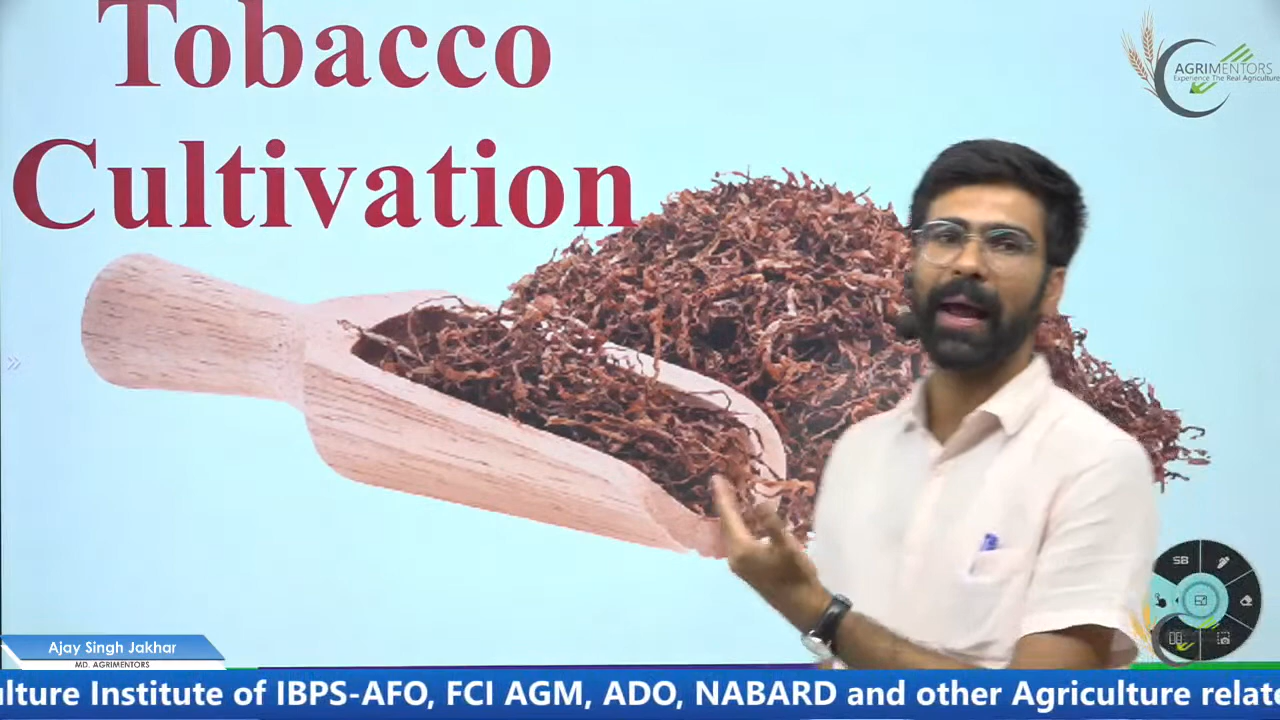 Tobacco
Cultivation
AGRIMENTORS
Experience The Real Agriculture
SB
Ajay Singh Jakhar
MD. AGRIMENTORS
ulture Institute of IBPS-AFO, FCI AGM, ADO, NABARD and other Agriculture relate